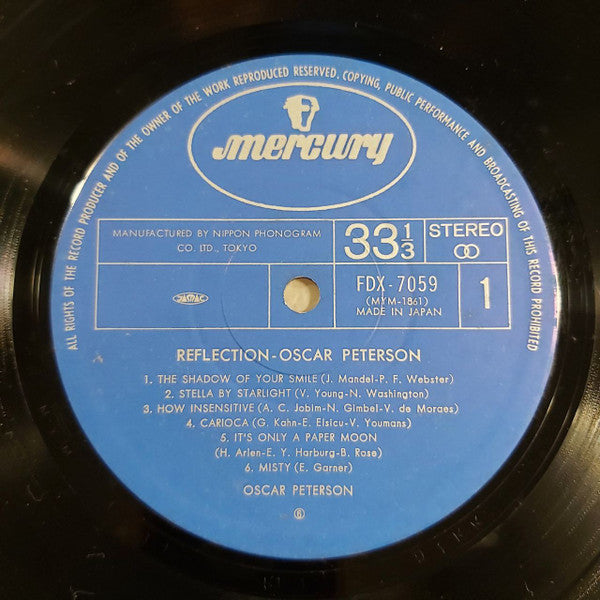 ALL RIGHTS OF THE RECORD PRODUCER AND OF THE OWNER OF THE WORK REPRODUCED RESERVED. COPYING, PUBLIC PERFORMANCE AND BROADCASTING OF THIS RECORD PROHIBITED
mercury
MANUFACTURED BY NIPPON PHONOGRAM
CO. LTD., TOKYO
33 1/3
STEREO
JASRAC
FDX-7059
(MYM-1861)
MADE IN JAPAN
1
REFLECTION-OSCAR PETERSON
1. THE SHADOW OF YOUR SMILE (J. Mandel-P. F. Webster)
2. STELLA BY STARLIGHT (V. Young-N. Washington)
3. HOW INSENSITIVE (A. C. Jobim-N. Gimbel-V. de Moraes)
4. CARIOCA (G. Kahn-E. Elsicu-V. Youmans)
5. IT'S ONLY A PAPER MOON
(H. Arlen-E. Y. Harburg-B. Rose)
6. MISTY (E. Garner)
OSCAR PETERSON